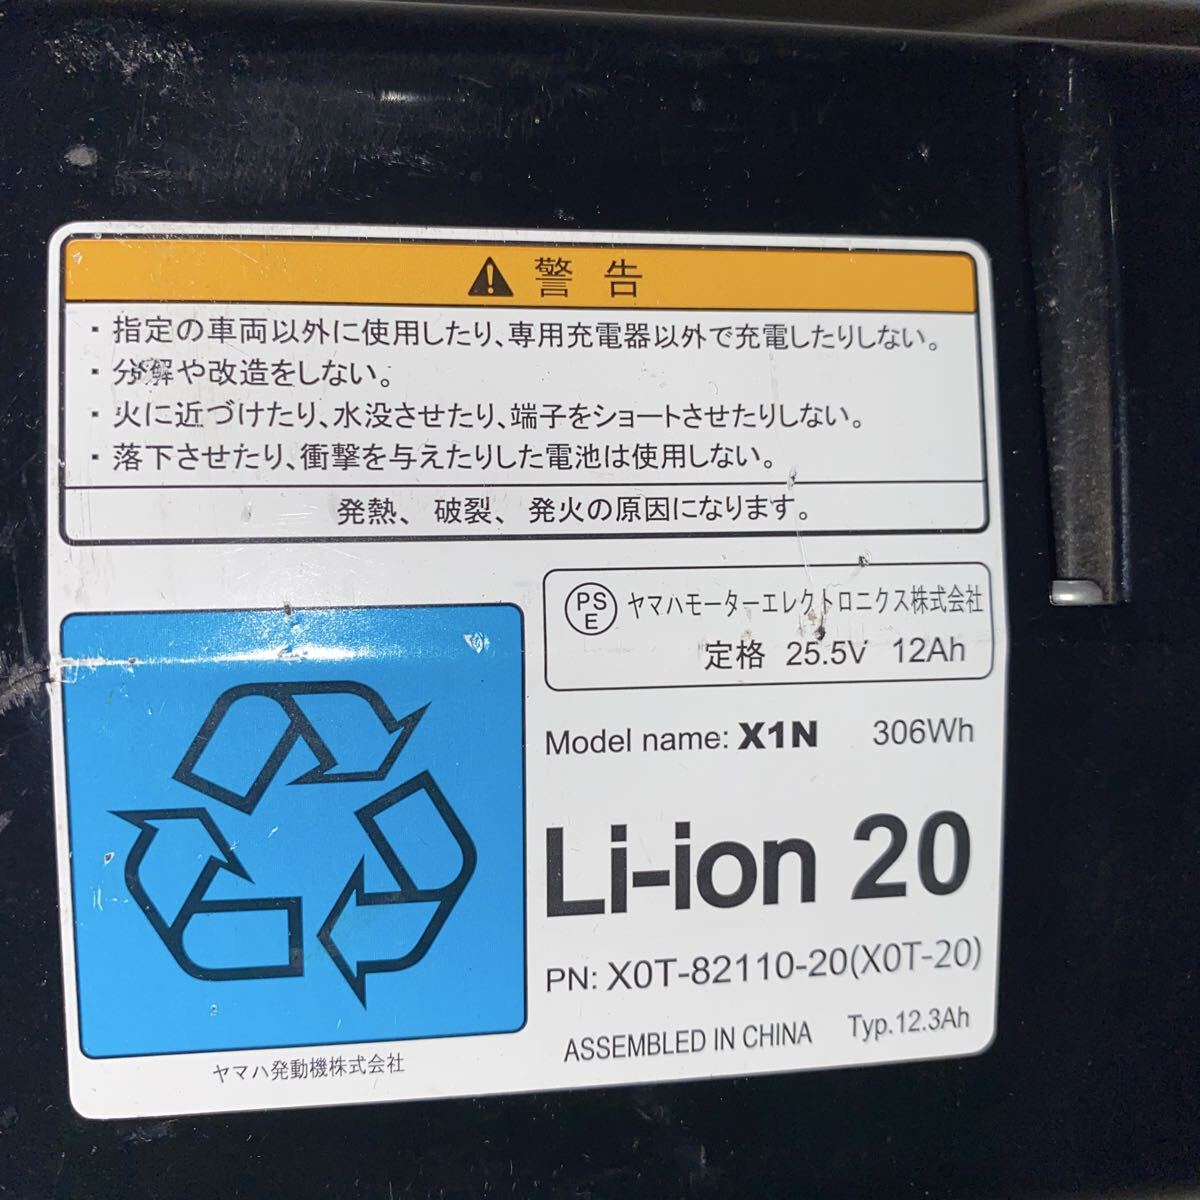 ⚠ 警告
・指定の車両以外に使用したり、専用充電器以外で充電したりしない。
・分解や改造をしない。
・火に近づけたり、水没させたり、端子をショートさせたりしない。
・落下させたり、衝撃を与えたりした電池は使用しない。
発熱、破裂、発火の原因になります。
PS
E
ヤマハモーターエレクトロニクス株式会社
定格 25.5V 12Ah
Model name: X1N 306Wh
Li-ion 20
PN: X0T-82110-20(X0T-20)
ASSEMBLED IN CHINA Typ.12.3Ah
ヤマハ発動機株式会社